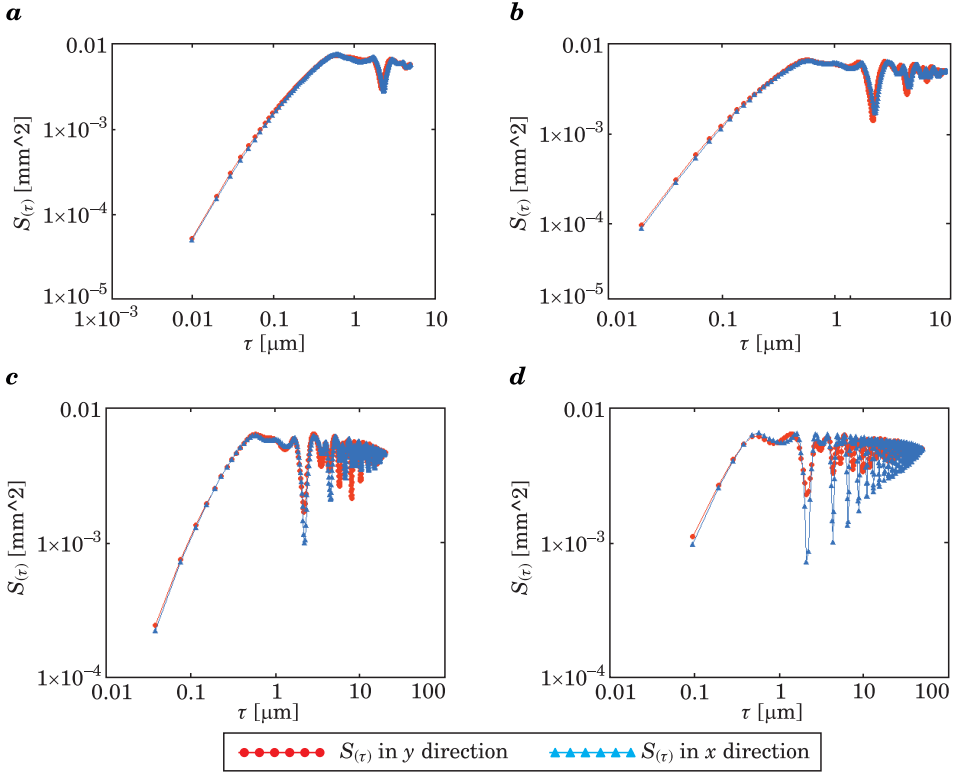 a
b
0.01
1×10⁻³
1×10⁻⁴
1×10⁻⁵
S(τ) [mm^2]
1×10⁻³
0.01
0.1
1
10
τ [μm]
0.01
1×10⁻³
1×10⁻⁴
1×10⁻⁵
S(τ) [mm^2]
0.01
0.1
1
10
τ [μm]
c
d
0.01
1×10⁻³
1×10⁻⁴
S(τ) [mm^2]
0.01
0.1
1
10
100
τ [μm]
0.01
1×10⁻³
1×10⁻⁴
S(τ) [mm^2]
0.01
0.1
1
10
100
τ [μm]
S(τ) in y direction
S(τ) in x direction